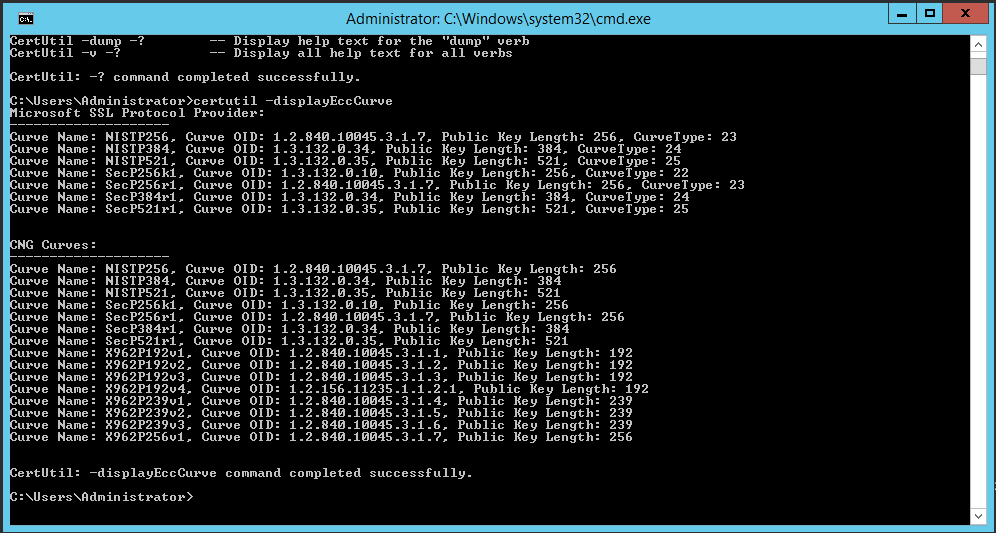 Administrator: C:\Windows\system32\cmd.exe
CertUtil -dump -?        -- Display help text for the "dump" verb
CertUtil -v -?           -- Display all help text for all verbs
CertUtil: -? command completed successfully.
C:\Users\Administrator>certutil -displayEccCurve
Microsoft SSL Protocol Provider:
--------------------
Curve Name: NISTP256, Curve OID: 1.2.840.10045.3.1.7, Public Key Length: 256, CurveType: 23
Curve Name: NISTP384, Curve OID: 1.3.132.0.34, Public Key Length: 384, CurveType: 24
Curve Name: NISTP521, Curve OID: 1.3.132.0.35, Public Key Length: 521, CurveType: 25
Curve Name: SecP256k1, Curve OID: 1.3.132.0.10, Public Key Length: 256, CurveType: 22
Curve Name: SecP256r1, Curve OID: 1.2.840.10045.3.1.7, Public Key Length: 256, CurveType: 23
Curve Name: SecP384r1, Curve OID: 1.3.132.0.34, Public Key Length: 384, CurveType: 24
Curve Name: SecP521r1, Curve OID: 1.3.132.0.35, Public Key Length: 521, CurveType: 25
CNG Curves:
--------------------
Curve Name: NISTP256, Curve OID: 1.2.840.10045.3.1.7, Public Key Length: 256
Curve Name: NISTP384, Curve OID: 1.3.132.0.34, Public Key Length: 384
Curve Name: NISTP521, Curve OID: 1.3.132.0.35, Public Key Length: 521
Curve Name: SecP256k1, Curve OID: 1.3.132.0.10, Public Key Length: 256
Curve Name: SecP256r1, Curve OID: 1.2.840.10045.3.1.7, Public Key Length: 256
Curve Name: SecP384r1, Curve OID: 1.3.132.0.34, Public Key Length: 384
Curve Name: SecP521r1, Curve OID: 1.3.132.0.35, Public Key Length: 521
Curve Name: X962P192v1, Curve OID: 1.2.840.10045.3.1.1, Public Key Length: 192
Curve Name: X962P192v2, Curve OID: 1.2.840.10045.3.1.2, Public Key Length: 192
Curve Name: X962P192v3, Curve OID: 1.2.840.10045.3.1.3, Public Key Length: 192
Curve Name: X962P192v4, Curve OID: 1.2.156.11235.1.1.2.1, Public Key Length: 192
Curve Name: X962P239v1, Curve OID: 1.2.840.10045.3.1.4, Public Key Length: 239
Curve Name: X962P239v2, Curve OID: 1.2.840.10045.3.1.5, Public Key Length: 239
Curve Name: X962P239v3, Curve OID: 1.2.840.10045.3.1.6, Public Key Length: 239
Curve Name: X962P256v1, Curve OID: 1.2.840.10045.3.1.7, Public Key Length: 256
CertUtil: -displayEccCurve command completed successfully.
C:\Users\Administrator>